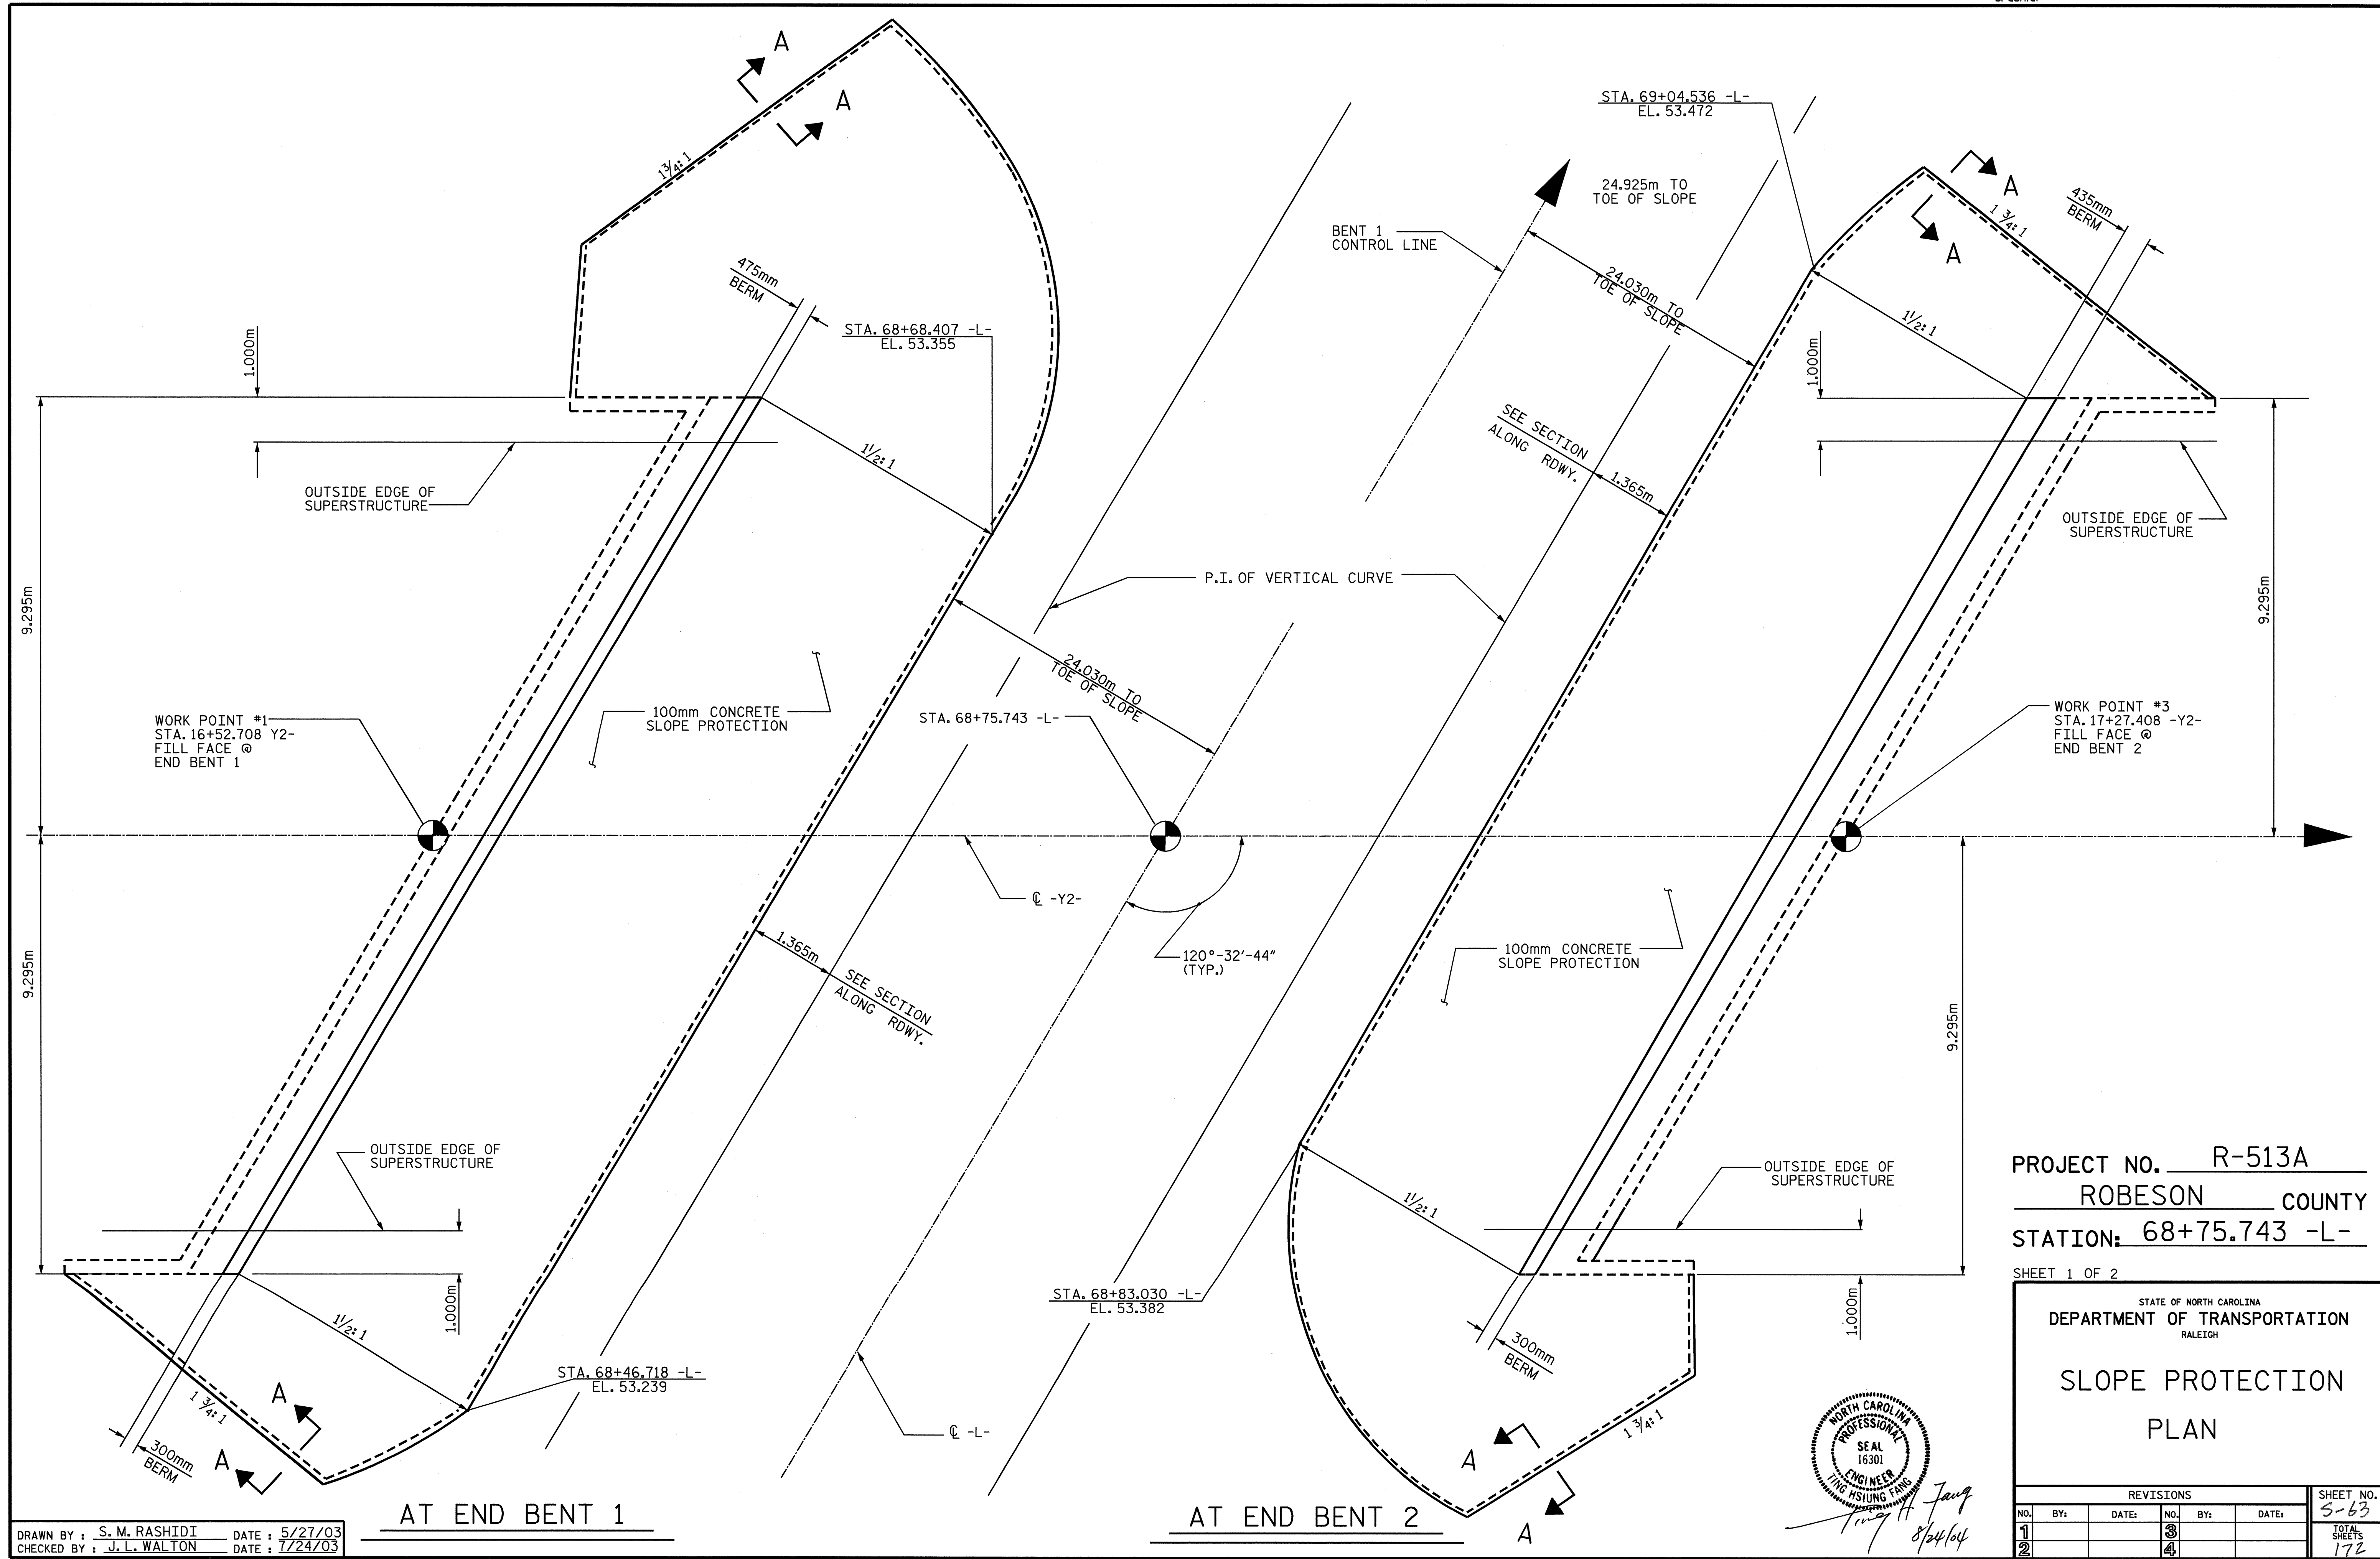 A
A
1¾:1
475mm
BERM
STA. 68+68.407 -L-
EL. 53.355
1.000m
1½:1
OUTSIDE EDGE OF
SUPERSTRUCTURE
9.295m
WORK POINT #1
STA. 16+52.708 Y2-
FILL FACE @
END BENT 1
100mm CONCRETE
SLOPE PROTECTION
24.030m TO
TOE OF SLOPE
STA. 68+75.743 -L-
P.I. OF VERTICAL CURVE
℄ -Y2-
120°-32'-44"
(TYP.)
1.365m
SEE SECTION
ALONG RDWY.
9.295m
OUTSIDE EDGE OF
SUPERSTRUCTURE
1.000m
1½:1
STA. 68+46.718 -L-
EL. 53.239
1 ¾:1
300mm
BERM
A
A
℄ -L-
AT END BENT 1
STA. 69+04.536 -L-
EL. 53.472
24.925m TO
TOE OF SLOPE
BENT 1
CONTROL LINE
24.030m TO
TOE OF SLOPE
A
A
1 ¾:1
435mm
BERM
1½:1
1.000m
SEE SECTION
ALONG RDWY.
1.365m
OUTSIDE EDGE OF
SUPERSTRUCTURE
9.295m
WORK POINT #3
STA. 17+27.408 -Y2-
FILL FACE @
END BENT 2
100mm CONCRETE
SLOPE PROTECTION
9.295m
OUTSIDE EDGE OF
SUPERSTRUCTURE
1.000m
1½:1
STA. 68+83.030 -L-
EL. 53.382
300mm
BERM
1 ¾:1
A
A
AT END BENT 2
PROJECT NO. R-513A
ROBESON COUNTY
STATION: 68+75.743 -L-
SHEET 1 OF 2
STATE OF NORTH CAROLINA
DEPARTMENT OF TRANSPORTATION
RALEIGH
SLOPE PROTECTION
PLAN
REVISIONS
NO. BY: DATE: NO. BY: DATE:
1 3
2 4
SHEET NO.
S-63
TOTAL
SHEETS
172
NORTH CAROLINA
PROFESSIONAL
SEAL
16301
ENGINEER
TING HSIUNG FANG
Ting H Fang
8/24/04
DRAWN BY : S. M. RASHIDI DATE : 5/27/03
CHECKED BY : J. L. WALTON DATE : 7/24/03